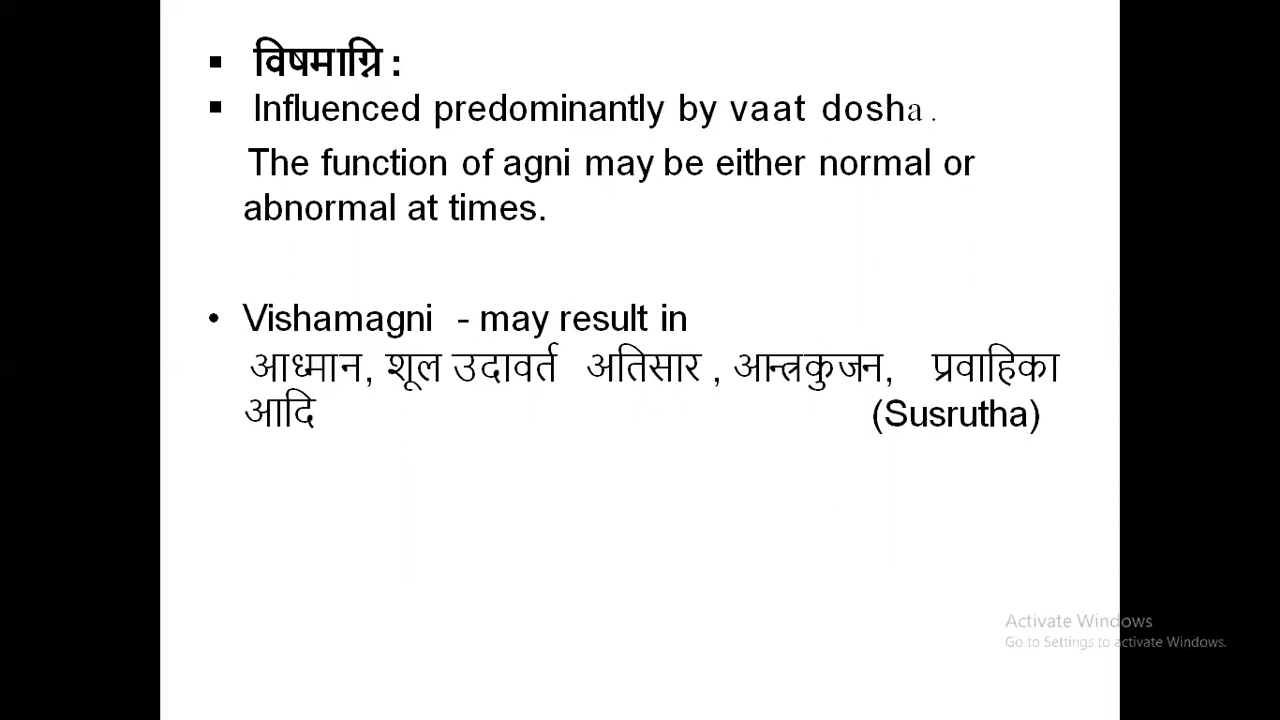 ▪ विषमाग्नि :
▪ Influenced predominantly by vaat dosha .
The function of agni may be either normal or
abnormal at times.
• Vishamagni - may result in
आध्मान, शूल उदावर्त अतिसार , आन्त्रकुजन, प्रवाहिका
आदि (Susrutha)
Activate Windows
Go to Settings to activate Windows.